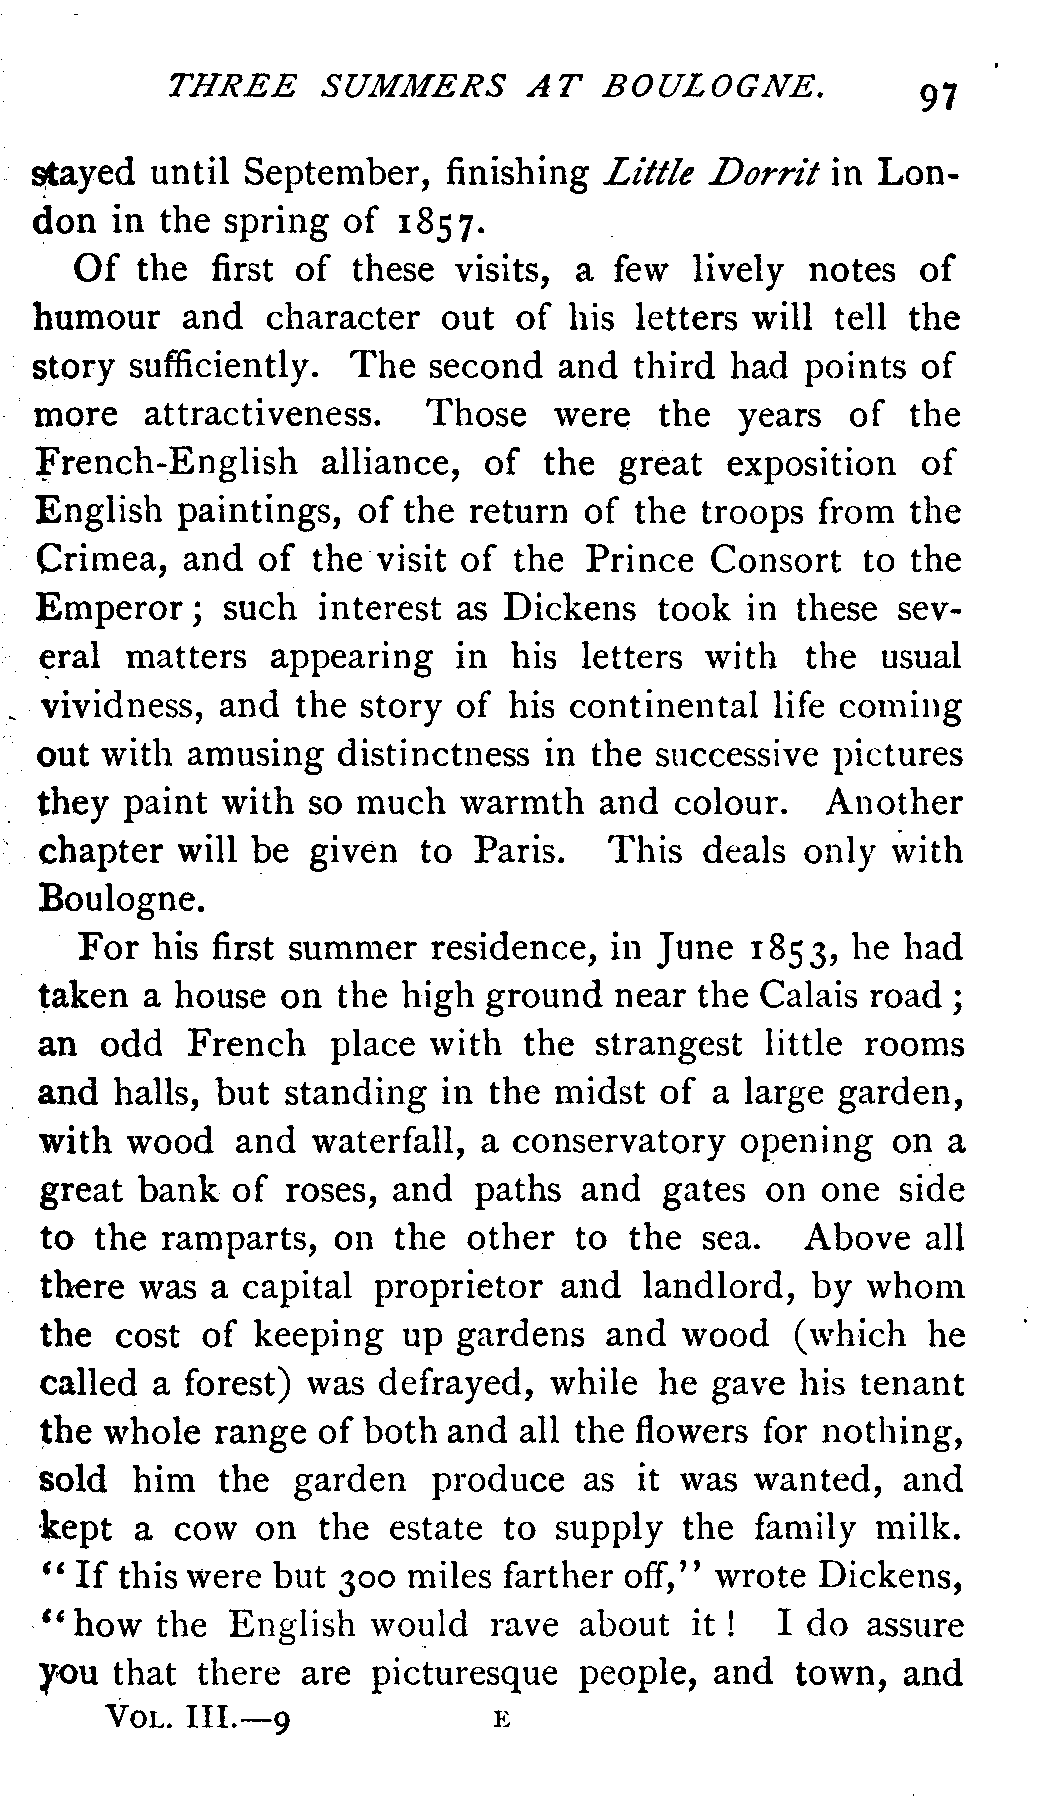 THREE SUMMERS AT BOULOGNE. 97
stayed until September, finishing Little Dorrit in Lon-
don in the spring of 1857.
Of the first of these visits, a few lively notes of
humour and character out of his letters will tell the
story sufficiently. The second and third had points of
more attractiveness. Those were the years of the
French-English alliance, of the great exposition of
English paintings, of the return of the troops from the
Crimea, and of the visit of the Prince Consort to the
Emperor; such interest as Dickens took in these sev-
eral matters appearing in his letters with the usual
vividness, and the story of his continental life coming
out with amusing distinctness in the successive pictures
they paint with so much warmth and colour. Another
chapter will be given to Paris. This deals only with
Boulogne.
For his first summer residence, in June 1853, he had
taken a house on the high ground near the Calais road;
an odd French place with the strangest little rooms
and halls, but standing in the midst of a large garden,
with wood and waterfall, a conservatory opening on a
great bank of roses, and paths and gates on one side
to the ramparts, on the other to the sea. Above all
there was a capital proprietor and landlord, by whom
the cost of keeping up gardens and wood (which he
called a forest) was defrayed, while he gave his tenant
the whole range of both and all the flowers for nothing,
sold him the garden produce as it was wanted, and
kept a cow on the estate to supply the family milk.
"If this were but 300 miles farther off," wrote Dickens,
"how the English would rave about it! I do assure
you that there are picturesque people, and town, and
VOL. III.—9 E